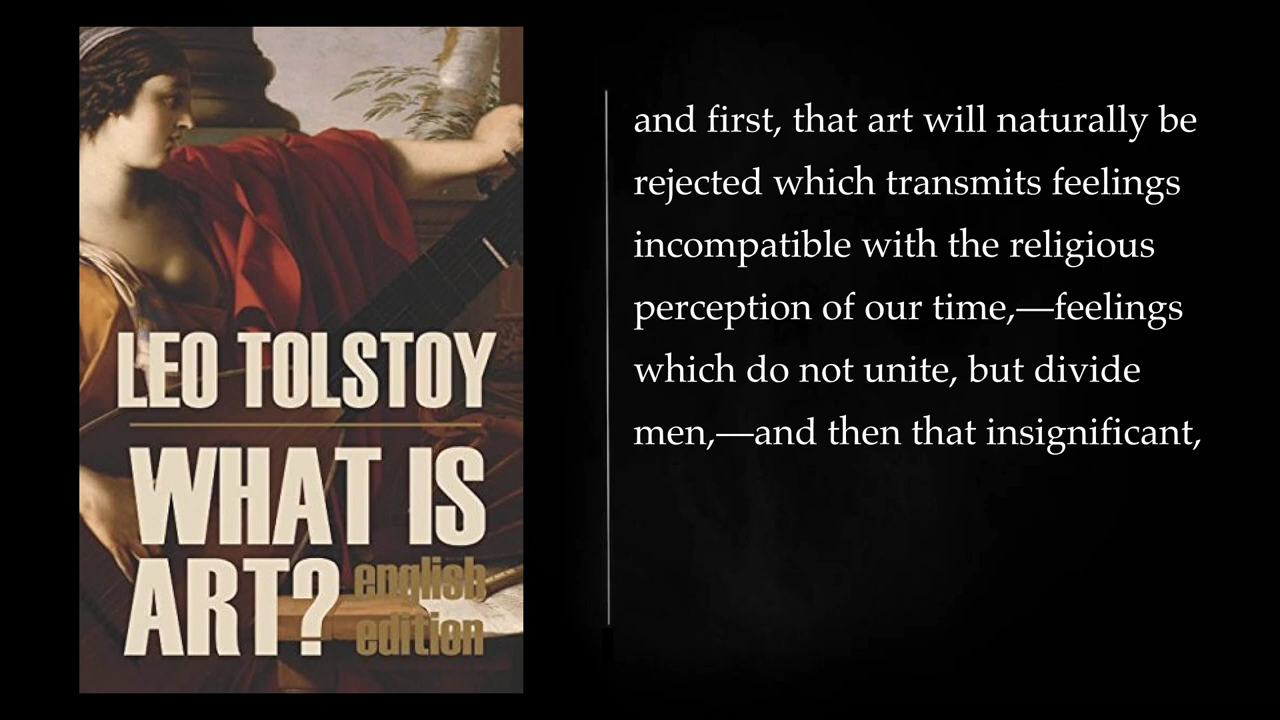 LEO TOLSTOY
WHAT IS
ART?
english
edition
and first, that art will naturally be
rejected which transmits feelings
incompatible with the religious
perception of our time,—feelings
which do not unite, but divide
men,—and then that insignificant,